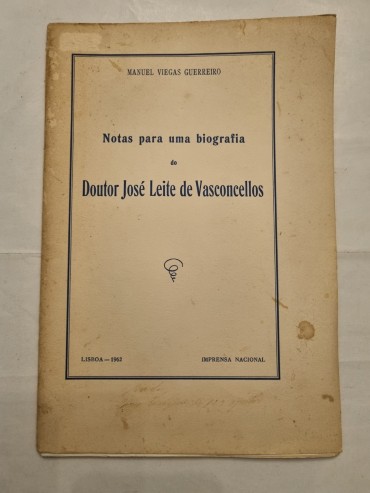 MANUEL VIEGAS GUERREIRO
Notas para uma biografia
do
Doutor José Leite de Vasconcellos
LISBOA — 1962
IMPRENSA NACIONAL